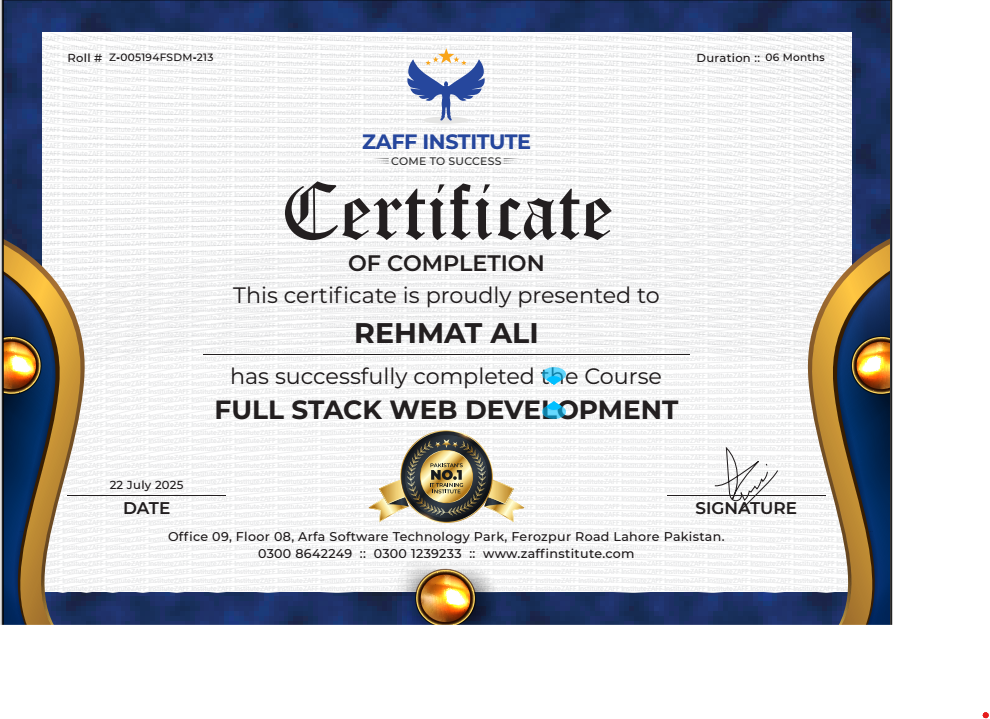 Roll # Z-005194FSDM-213
Duration :: 06 Months
ZAFF INSTITUTE
COME TO SUCCESS
Certificate
OF COMPLETION
This certificate is proudly presented to
REHMAT ALI
has successfully completed the Course
FULL STACK WEB DEVELOPMENT
PAKISTAN'S
NO.1
IT TRAINING
INSTITUTE
22 July 2025
DATE
SIGNATURE
Office 09, Floor 08, Arfa Software Technology Park, Ferozpur Road Lahore Pakistan.
0300 8642249 :: 0300 1239233 :: www.zaffinstitute.com